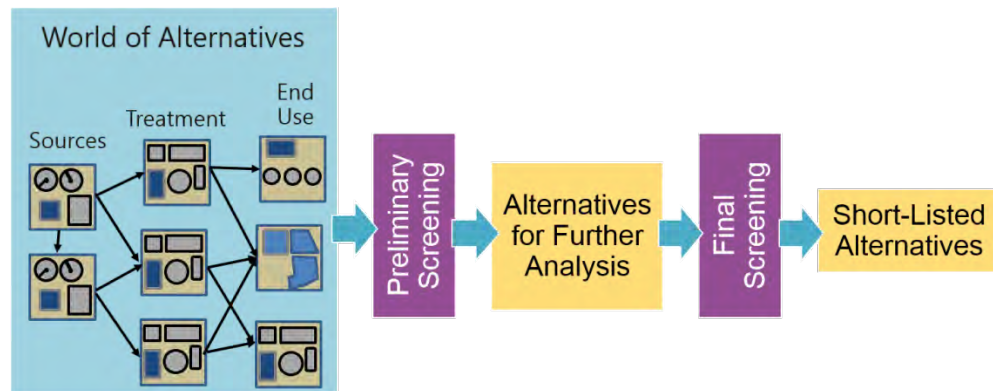 World of Alternatives
Sources
Treatment
End
Use
Preliminary
Screening
Alternatives
for Further
Analysis
Final
Screening
Short-Listed
Alternatives